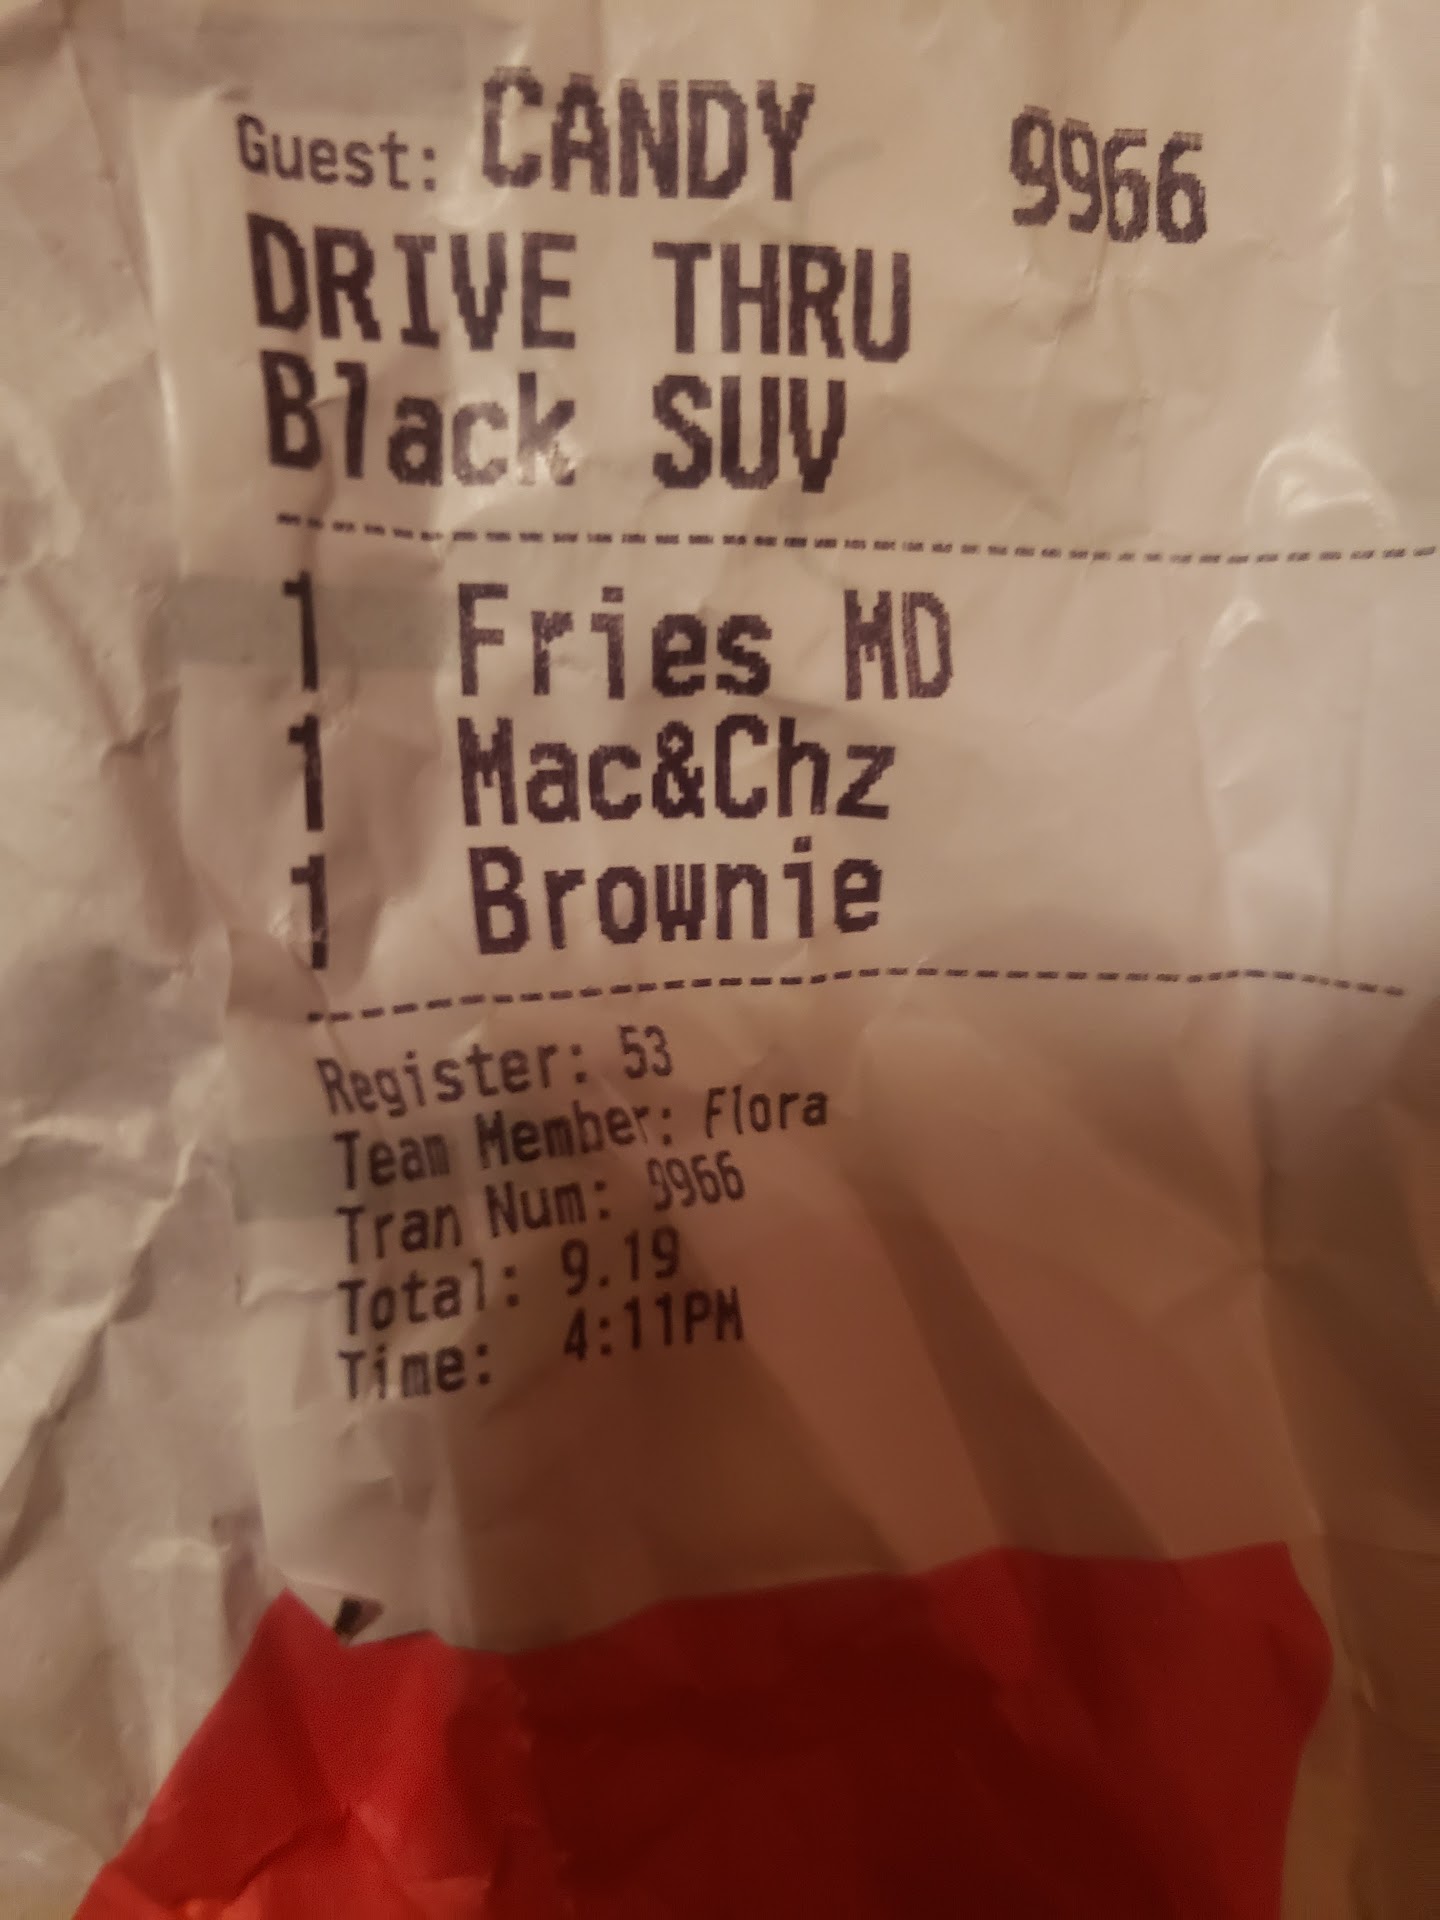 Guest: CANDY 9966
DRIVE THRU
Black SUV
1 Fries MD
1 Mac&Chz
1 Brownie
Register: 53
Team Member: Flora
Tran Num: 9966
Total: 9.19
Time: 4:11PM